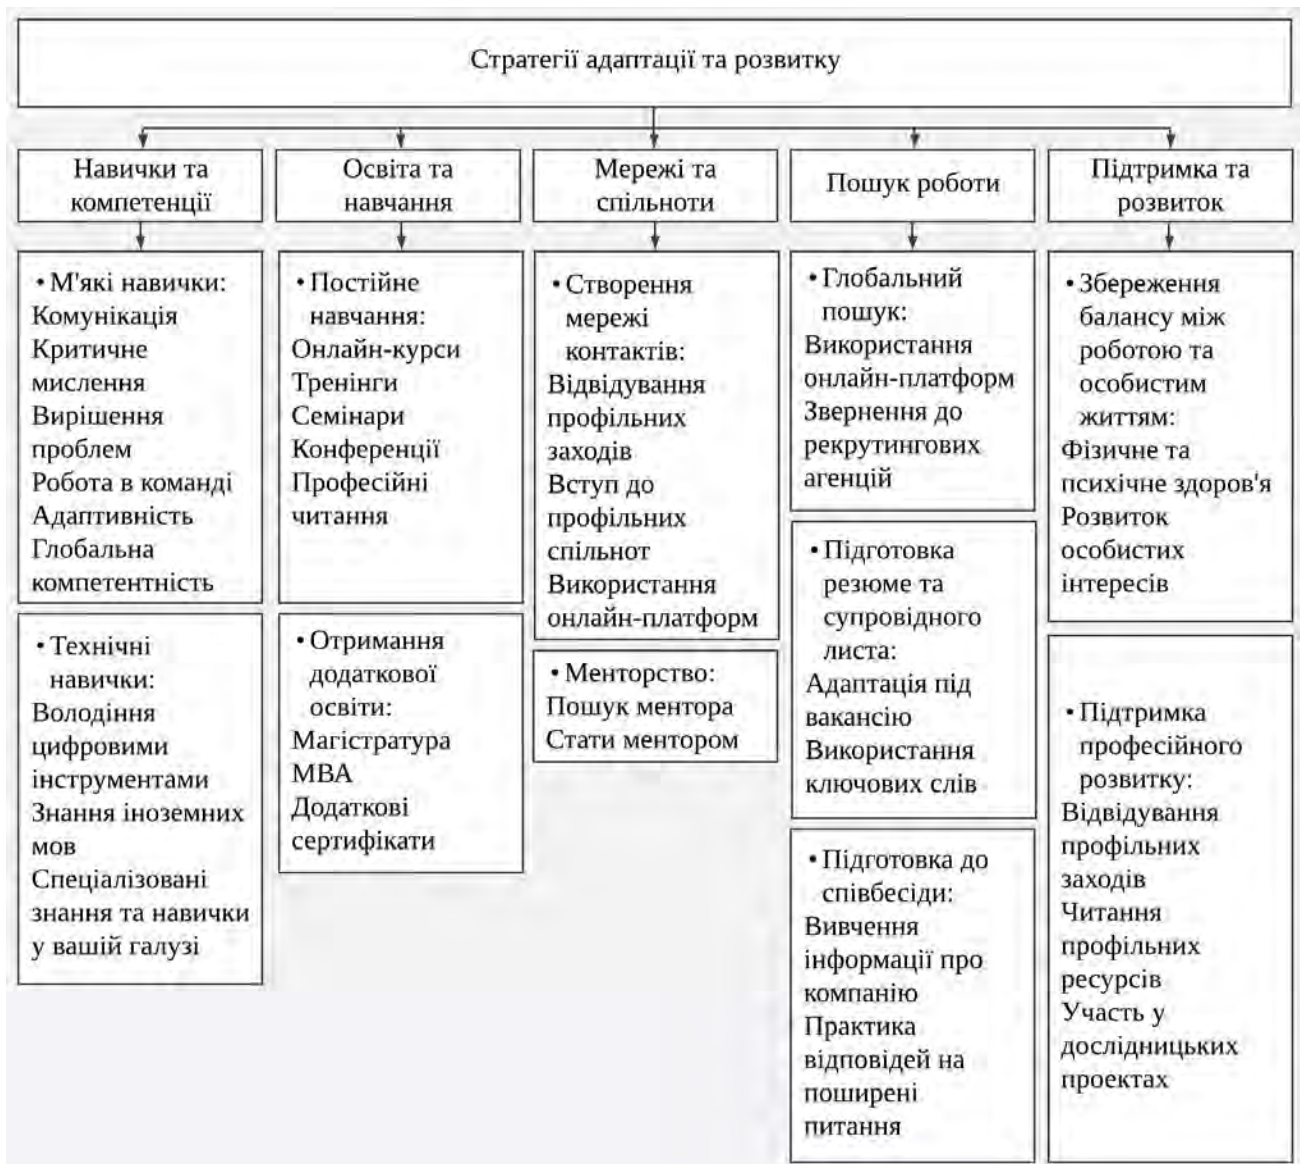 Стратегії адаптації та розвитку
Навички та
компетенції
• М'які навички:
Комунікація
Критичне
мислення
Вирішення
проблем
Робота в команді
Адаптивність
Глобальна
компетентність
• Технічні
навички:
Володіння
цифровими
інструментами
Знання іноземних
мов
Спеціалізовані
знання та навички
у вашій галузі
Освіта та
навчання
• Постійне
навчання:
Онлайн-курси
Тренінги
Семінари
Конференції
Професійні
читання
• Отримання
додаткової
освіти:
Магістратура
МВА
Додаткові
сертифікати
Мережі та
спільноти
• Створення
мережі
контактів:
Відвідування
профільних
заходів
Вступ до
профільних
спільнот
Використання
онлайн-платформ
• Менторство:
Пошук ментора
Стати ментором
Пошук роботи
• Глобальний
пошук:
Використання
онлайн-платформ
Звернення до
рекрутингових
агенцій
• Підготовка
резюме та
супровідного
листа:
Адаптація під
вакансію
Використання
ключових слів
• Підготовка до
співбесіди:
Вивчення
інформації про
компанію
Практика
відповідей на
поширені
питання
Підтримка та
розвиток
• Збереження
балансу між
роботою та
особистим
життям:
Фізичне та
психічне здоров'я
Розвиток
особистих
інтересів
• Підтримка
професійного
розвитку:
Відвідування
профільних
заходів
Читання
профільних
ресурсів
Участь у
дослідницьких
проектах